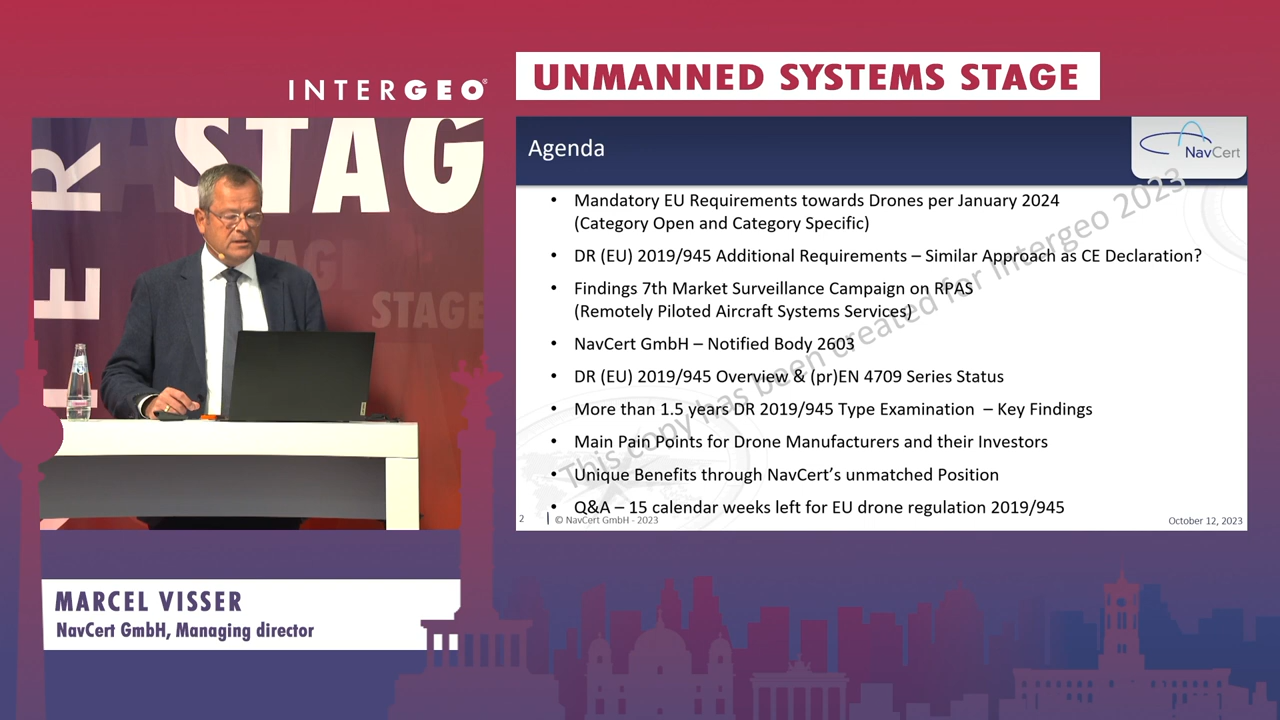 INTERGEO®
UNMANNED SYSTEMS STAGE
STAG
STAGE
STAGE
LER
Agenda
NavCert
• Mandatory EU Requirements towards Drones per January 2024
(Category Open and Category Specific)
• DR (EU) 2019/945 Additional Requirements – Similar Approach as CE Declaration?
• Findings 7th Market Surveillance Campaign on RPAS
(Remotely Piloted Aircraft Systems Services)
• NavCert GmbH – Notified Body 2603
• DR (EU) 2019/945 Overview & (pr)EN 4709 Series Status
• More than 1.5 years DR 2019/945 Type Examination – Key Findings
• Main Pain Points for Drone Manufacturers and their Investors
• Unique Benefits through NavCert's unmatched Position
• Q&A – 15 calendar weeks left for EU drone regulation 2019/945
This copy has been created for Intergeo 2023
2 | © NavCert GmbH - 2023
October 12, 2023
MARCEL VISSER
NavCert GmbH, Managing director